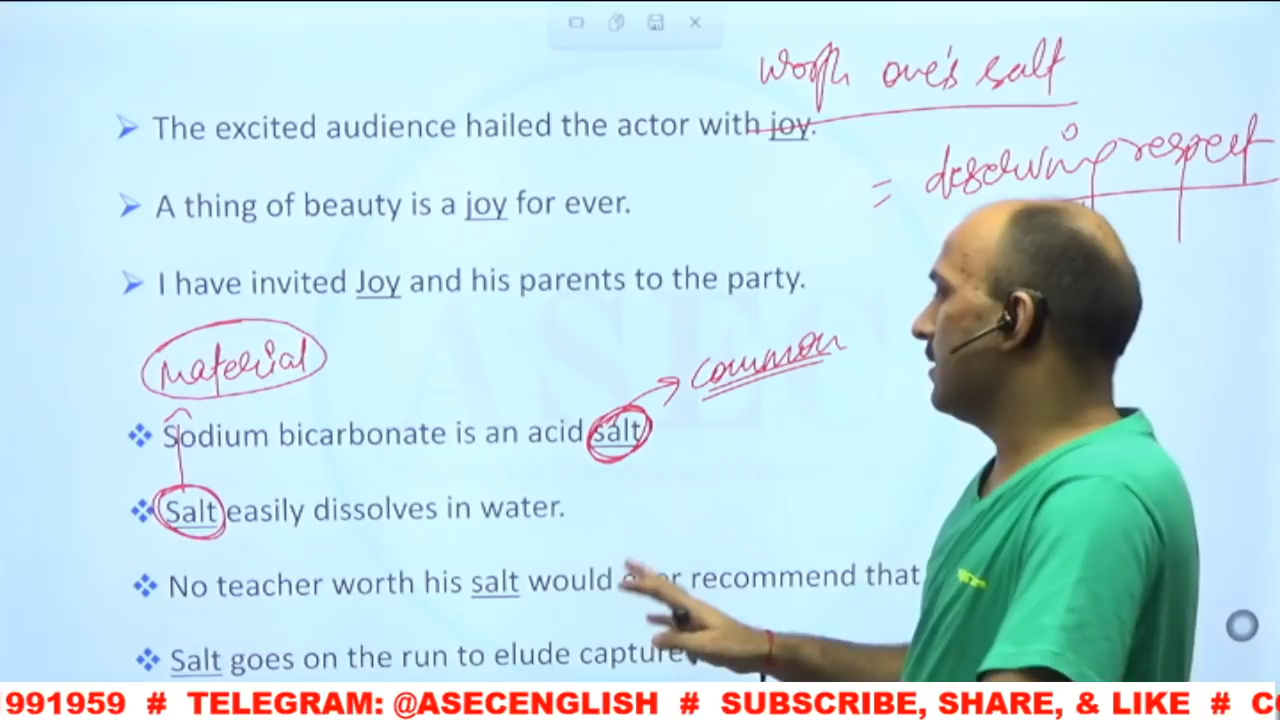 worth one's salt
The excited audience hailed the actor with joy.
= deserving respect
A thing of beauty is a joy for ever.
I have invited Joy and his parents to the party.
material
common
Sodium bicarbonate is an acid salt
Salt easily dissolves in water.
No teacher worth his salt would recommend that
Salt goes on the run to elude capture
ASEC
991959 # TELEGRAM: @ASECENGLISH # SUBSCRIBE, SHARE, & LIKE # C